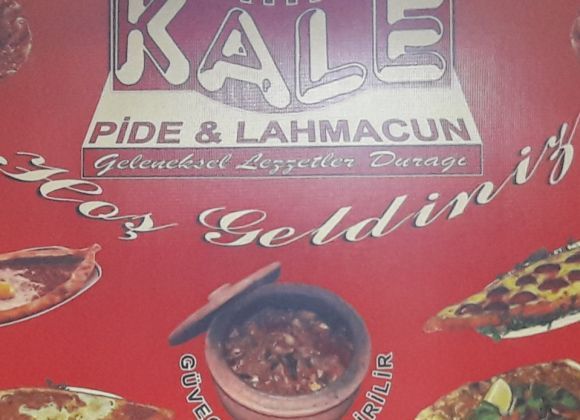 KALE
PİDE & LAHMACUN
Geleneksel Lezzetler Durağı
Hoş Geldiniz